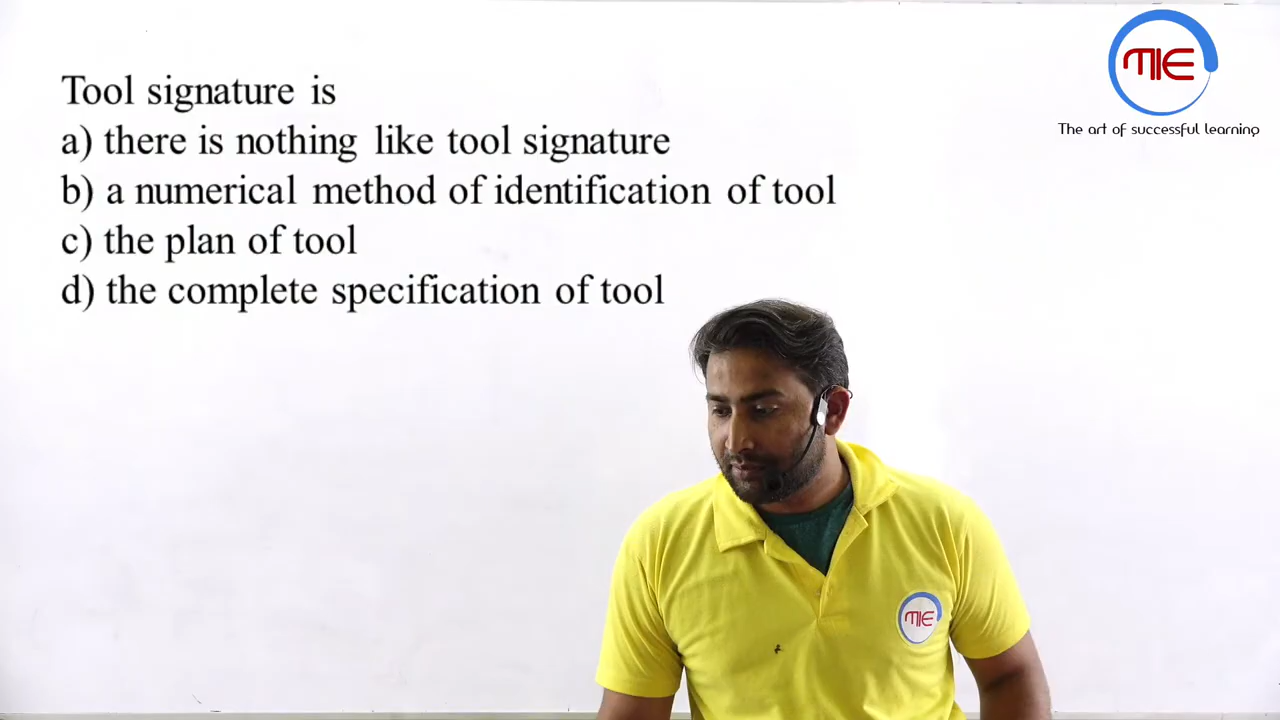 MIE
The art of successful learning
Tool signature is
a) there is nothing like tool signature
b) a numerical method of identification of tool
c) the plan of tool
d) the complete specification of tool
MIE